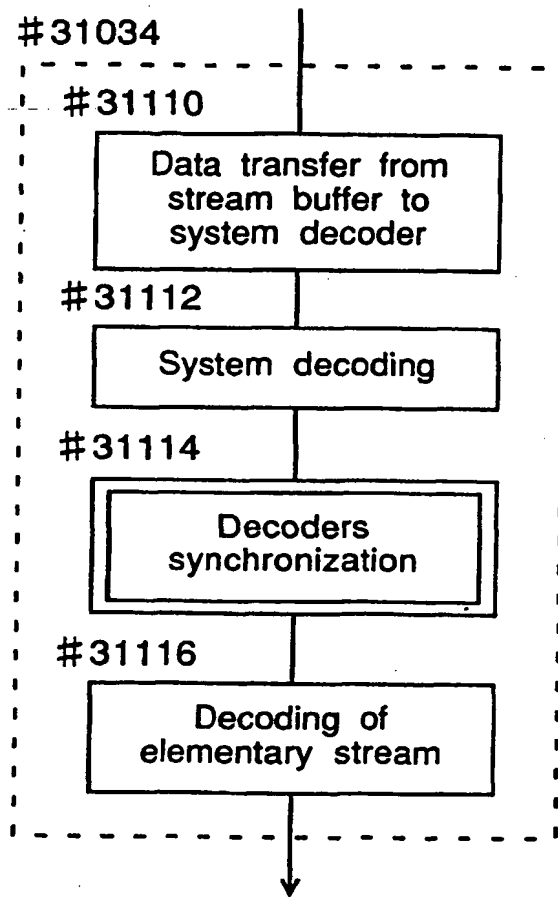 #31034
#31110
Data transfer from
stream buffer to
system decoder
#31112
System decoding
#31114
Decoders
synchronization
#31116
Decoding of
elementary stream